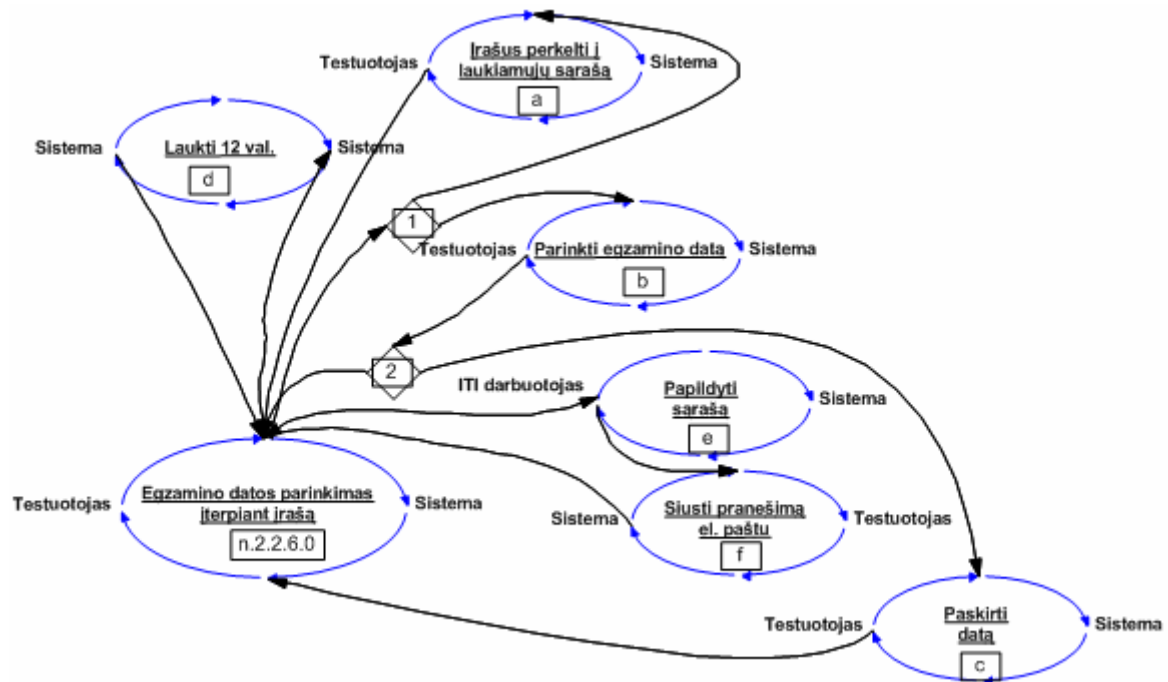 Įrašus perkelti į
laukiamųjų sąrašą
a
Testuotojas
Sistema
Laukti 12 val.
d
Sistema
Sistema
1
Parinkti egzamino datą
b
Testuotojas
Sistema
2
ITI darbuotojas
Papildyti
sąrašą
e
Sistema
Egzamino datos parinkimas
įterpiant įrašą
n.2.2.6.0
Testuotojas
Sistema
Siusti pranešimą
el. paštu
f
Sistema
Testuotojas
Paskirti
datą
c
Testuotojas
Sistema